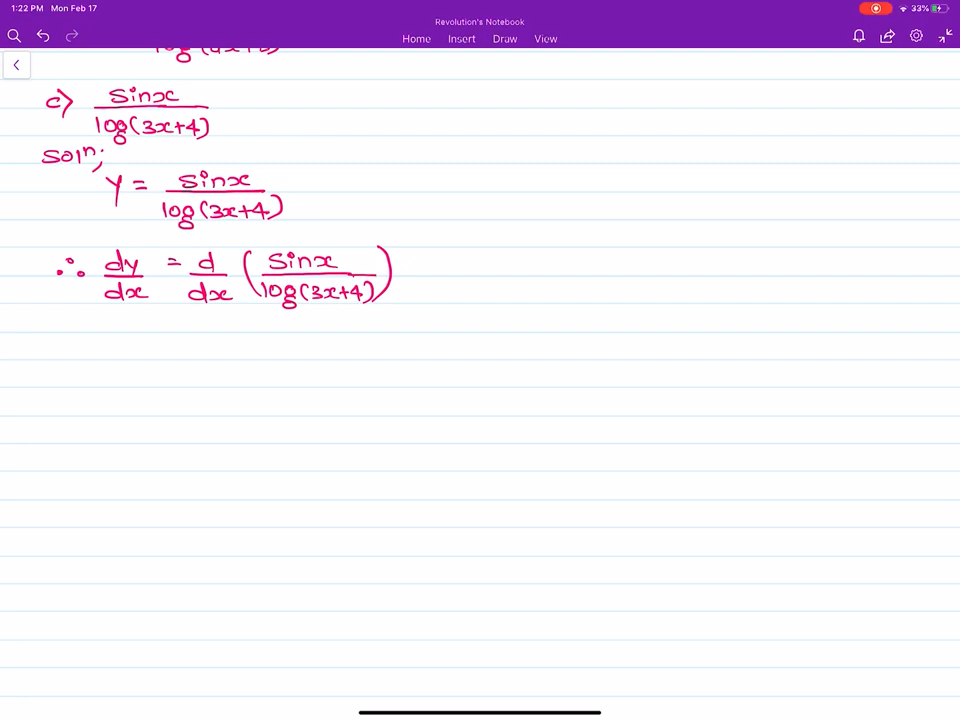 1:22 PM Mon Feb 17
33%
Revolution's Notebook
Home Insert Draw View
c) sinx / log(3x+4)
Soln;
y = sinx / log(3x+4)
∴ dy/dx = d/dx (sinx / log(3x+4))